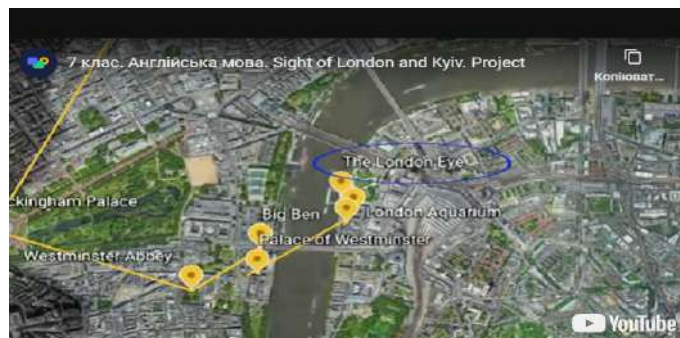 7 клас. Англійська мова. Sight of London and Kyiv. Project
Копіюват...
The London Eye
ckingham Palace
Big Ben
London Aquarium
Palace of Westminster
Westminster Abbey
YouTube